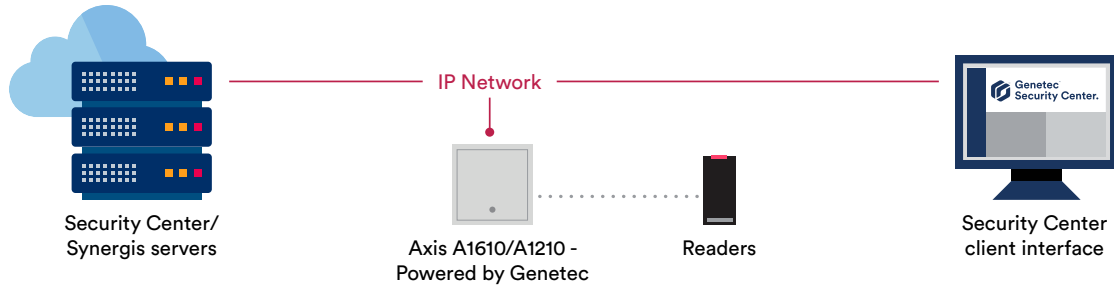 IP Network
Genetec
Security Center.
Security Center/
Synergis servers
Axis A1610/A1210 -
Powered by Genetec
Readers
Security Center
client interface